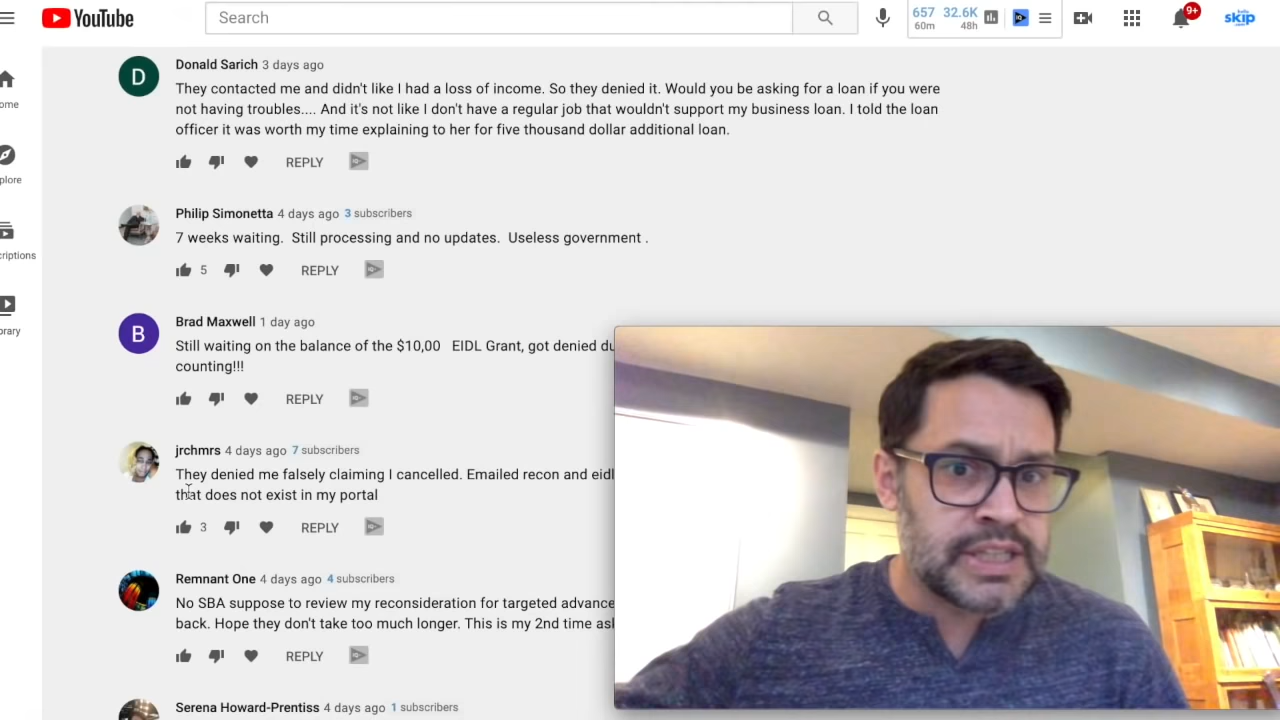 YouTube
Search
657 32.6K
60m 48h
9+
hello
skip
ome
plore
criptions
brary
D
Donald Sarich 3 days ago
They contacted me and didn't like I had a loss of income. So they denied it. Would you be asking for a loan if you were
not having troubles.... And it's not like I don't have a regular job that wouldn't support my business loan. I told the loan
officer it was worth my time explaining to her for five thousand dollar additional loan.
REPLY
Philip Simonetta 4 days ago 3 subscribers
7 weeks waiting. Still processing and no updates. Useless government .
5 REPLY
B
Brad Maxwell 1 day ago
Still waiting on the balance of the $10,00 EIDL Grant, got denied du
counting!!!
REPLY
jrchmrs 4 days ago 7 subscribers
They denied me falsely claiming I cancelled. Emailed recon and eidl
that does not exist in my portal
3 REPLY
Remnant One 4 days ago 4 subscribers
No SBA suppose to review my reconsideration for targeted advance
back. Hope they don't take too much longer. This is my 2nd time ask
REPLY
Serena Howard-Prentiss 4 days ago 1 subscribers